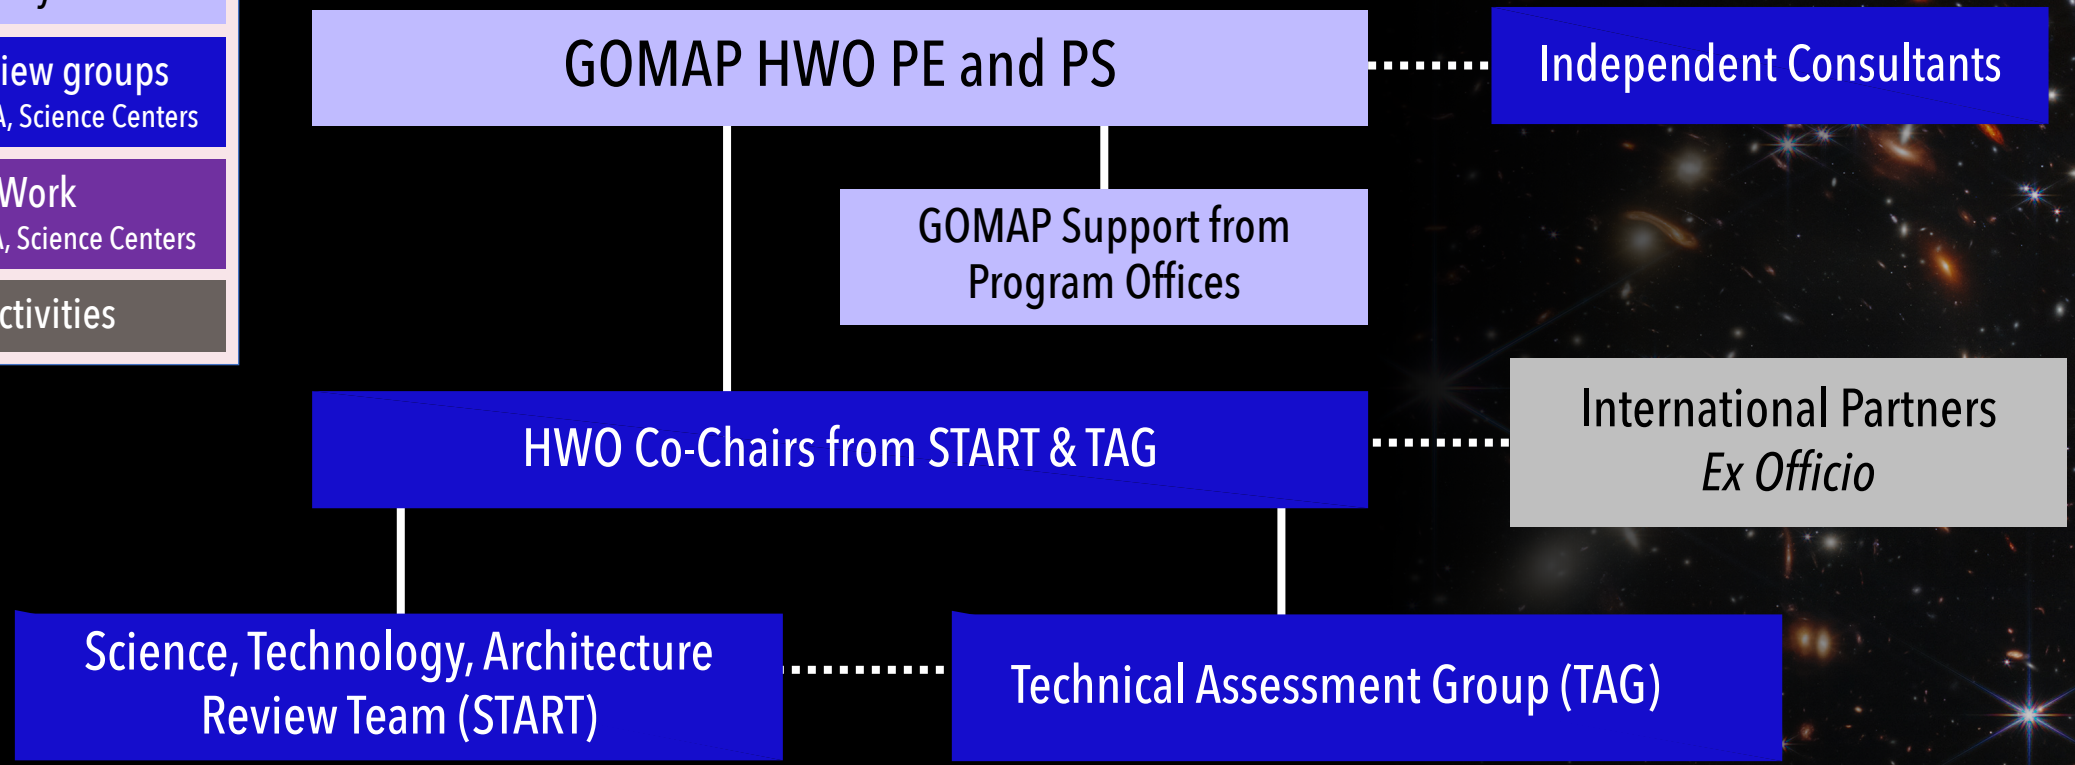 GOMAP HWO PE and PS
Independent Consultants
groups
Science Centers
Work
Science Centers
GOMAP Support from
Program Offices
International Partners
Ex Officio
HWO Co-Chairs from START & TAG
Science, Technology, Architecture
Review Team (START)
Technical Assessment Group (TAG)